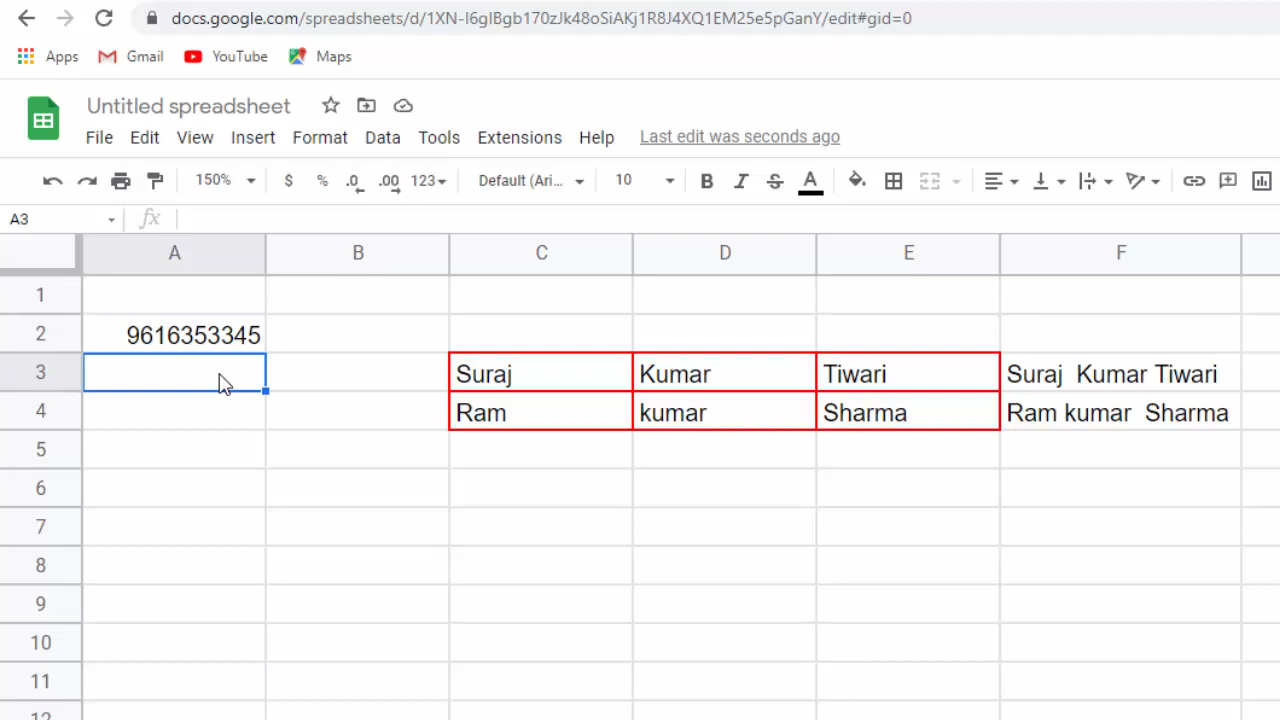 docs.google.com/spreadsheets/d/1XN-I6gIBgb170zJk48oSiAKj1R8J4XQ1EM25e5pGanY/edit#gid=0
Apps Gmail YouTube Maps
Untitled spreadsheet
File Edit View Insert Format Data Tools Extensions Help Last edit was seconds ago
150% $ % .0 .00 123 Default (Ari... 10 B I S A
A3 fx
A B C D E F
1
2 9616353345
3 Suraj Kumar Tiwari Suraj  Kumar Tiwari
4 Ram kumar Sharma Ram kumar  Sharma
5
6
7
8
9
10
11
12